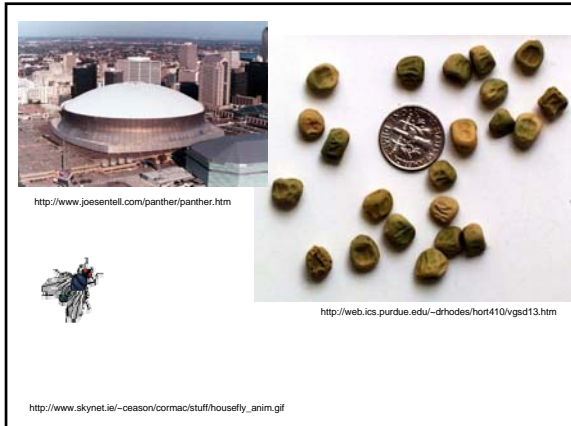 http://www.joesentell.com/panther/panther.htm
http://web.ics.purdue.edu/~drhodes/hort410/vgsd13.htm
http://www.skynet.ie/~ceason/cormac/stuff/housefly_anim.gif